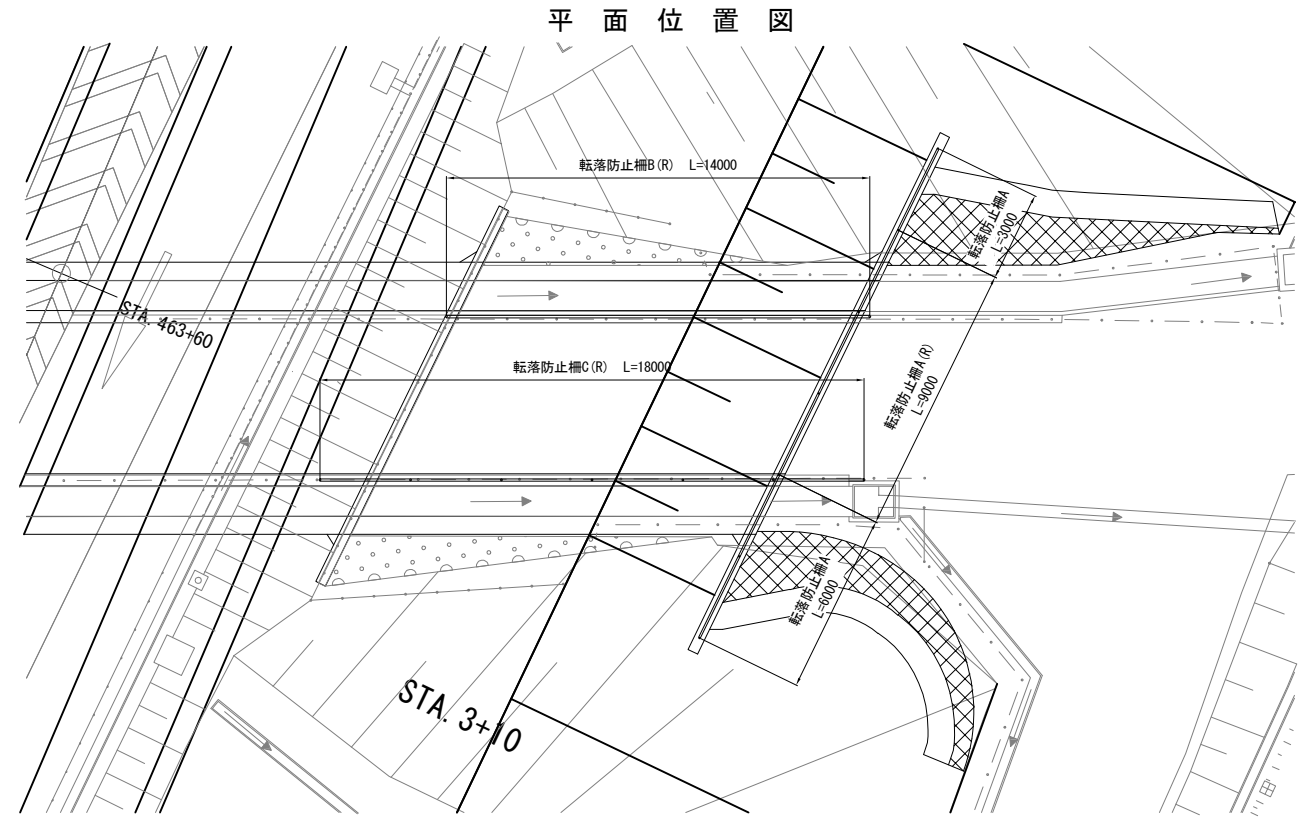 平面位置図
転落防止柵B(R) L=14000
転落防止柵A
L=3000
STA. 463+60
転落防止柵C(R) L=18000
転落防止柵A(R)
L=9000
転落防止柵A
L=6000
STA. 3+10